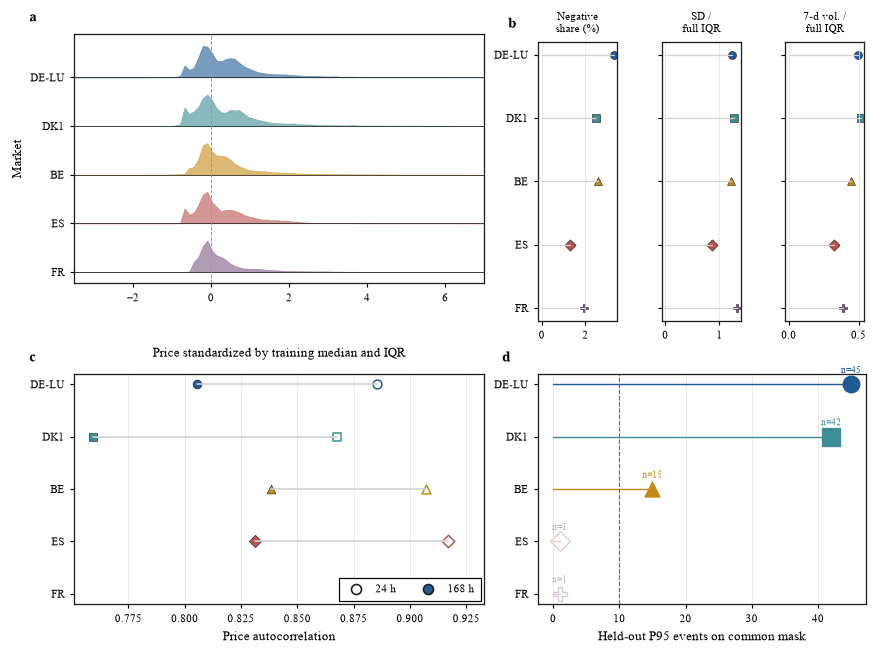 a
Market
DE-LU
DK1
BE
ES
FR
−2
0
2
4
6
Price standardized by training median and IQR
b
Negative
share (%)
SD /
full IQR
7-d vol. /
full IQR
DE-LU
DK1
BE
ES
FR
0
2
0
1
0.0
0.5
c
DE-LU
DK1
BE
ES
FR
24 h
168 h
0.775
0.800
0.825
0.850
0.875
0.900
0.925
Price autocorrelation
d
DE-LU
DK1
BE
ES
FR
n=45
n=42
n=15
n=1
n=1
0
10
20
30
40
Held-out P95 events on common mask